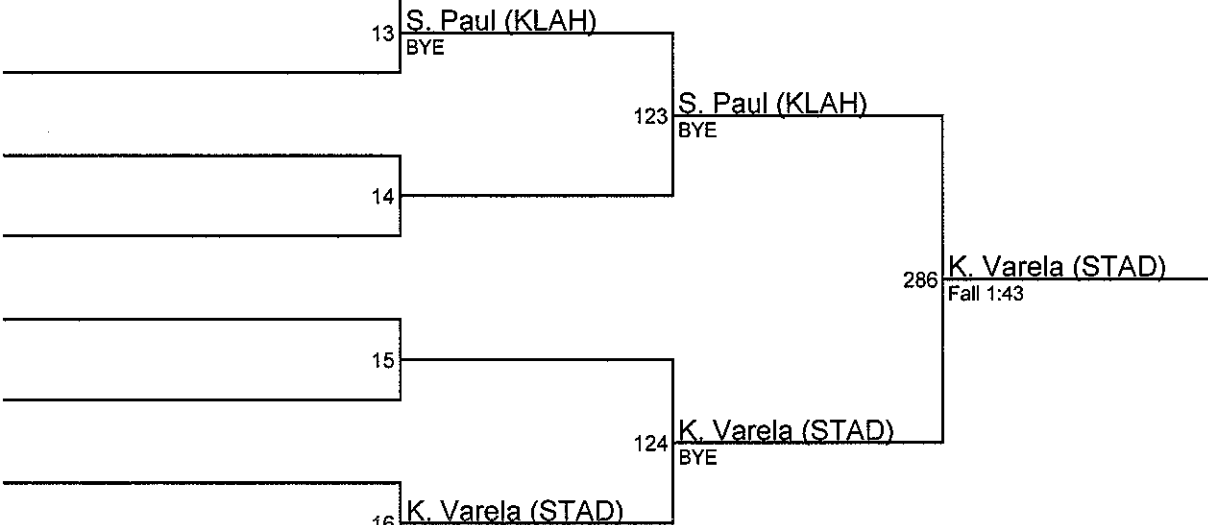 13 S. Paul (KLAH)
BYE
123 S. Paul (KLAH)
BYE
14
286 K. Varela (STAD)
Fall 1:43
15
124 K. Varela (STAD)
BYE
16 K. Varela (STAD)